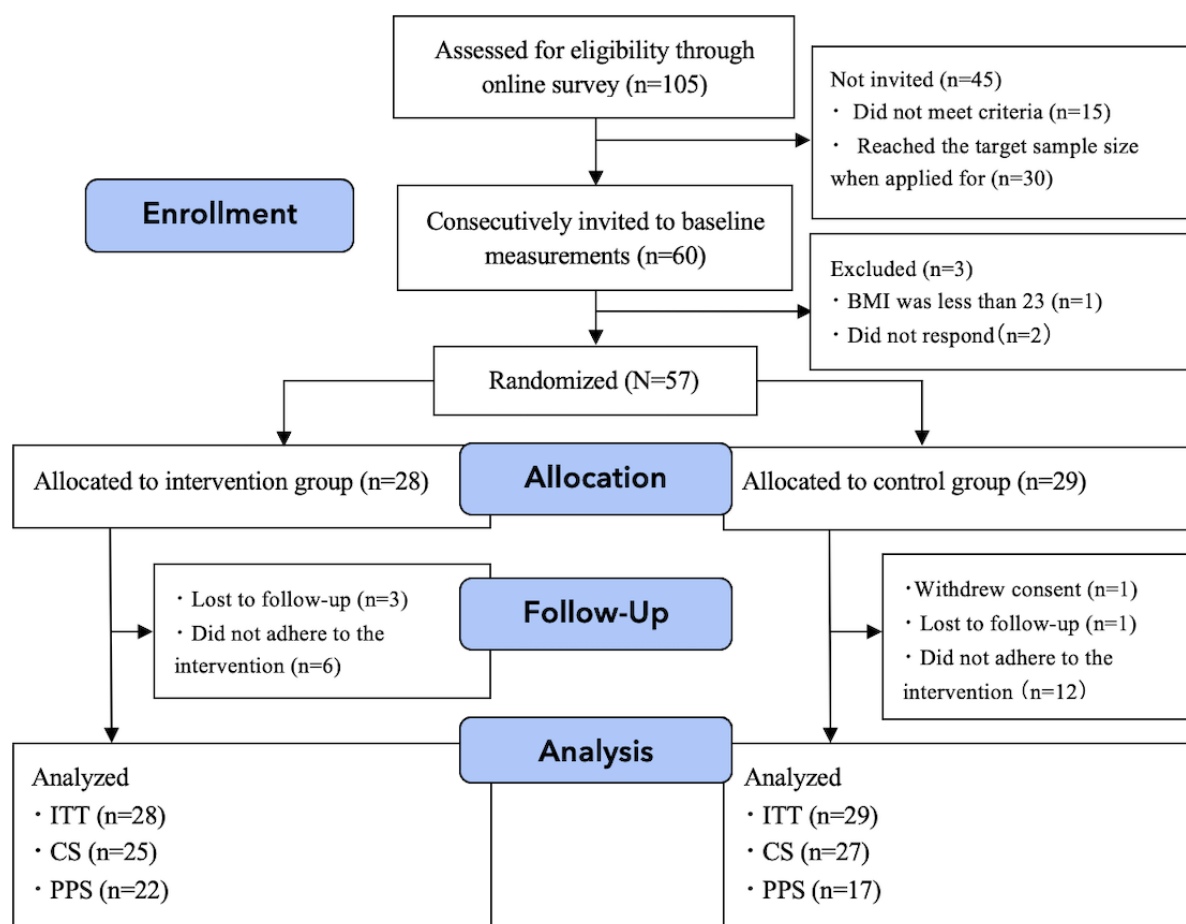 Assessed for eligibility through
online survey (n=105)
Not invited (n=45)
· Did not meet criteria (n=15)
· Reached the target sample size
when applied for (n=30)
Enrollment
Consecutively invited to baseline
measurements (n=60)
Excluded (n=3)
· BMI was less than 23 (n=1)
· Did not respond (n=2)
Randomized (N=57)
Allocated to intervention group (n=28)
Allocation
Allocated to control group (n=29)
· Lost to follow-up (n=3)
· Did not adhere to the
intervention (n=6)
Follow-Up
·Withdrew consent (n=1)
· Lost to follow-up (n=1)
· Did not adhere to the
intervention (n=12)
Analysis
Analyzed
· ITT (n=28)
· CS (n=25)
· PPS (n=22)
Analyzed
· ITT (n=29)
· CS (n=27)
· PPS (n=17)